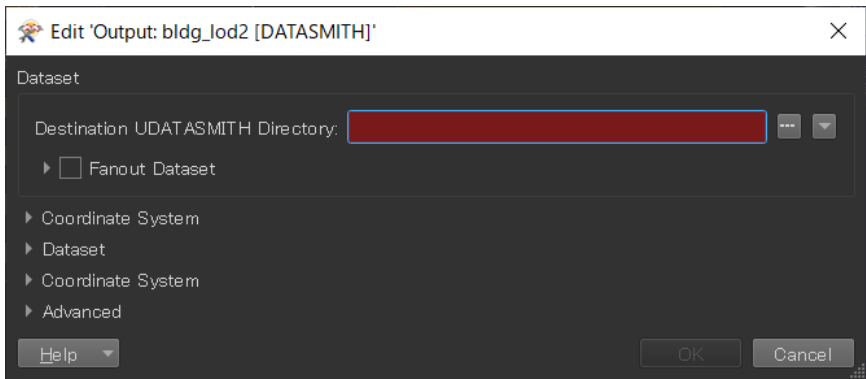 Edit 'Output: bldg_lod2 [DATASMITH]'
Dataset
Destination UDATASMITH Directory:
Fanout Dataset
Coordinate System
Dataset
Coordinate System
Advanced
Help OK Cancel